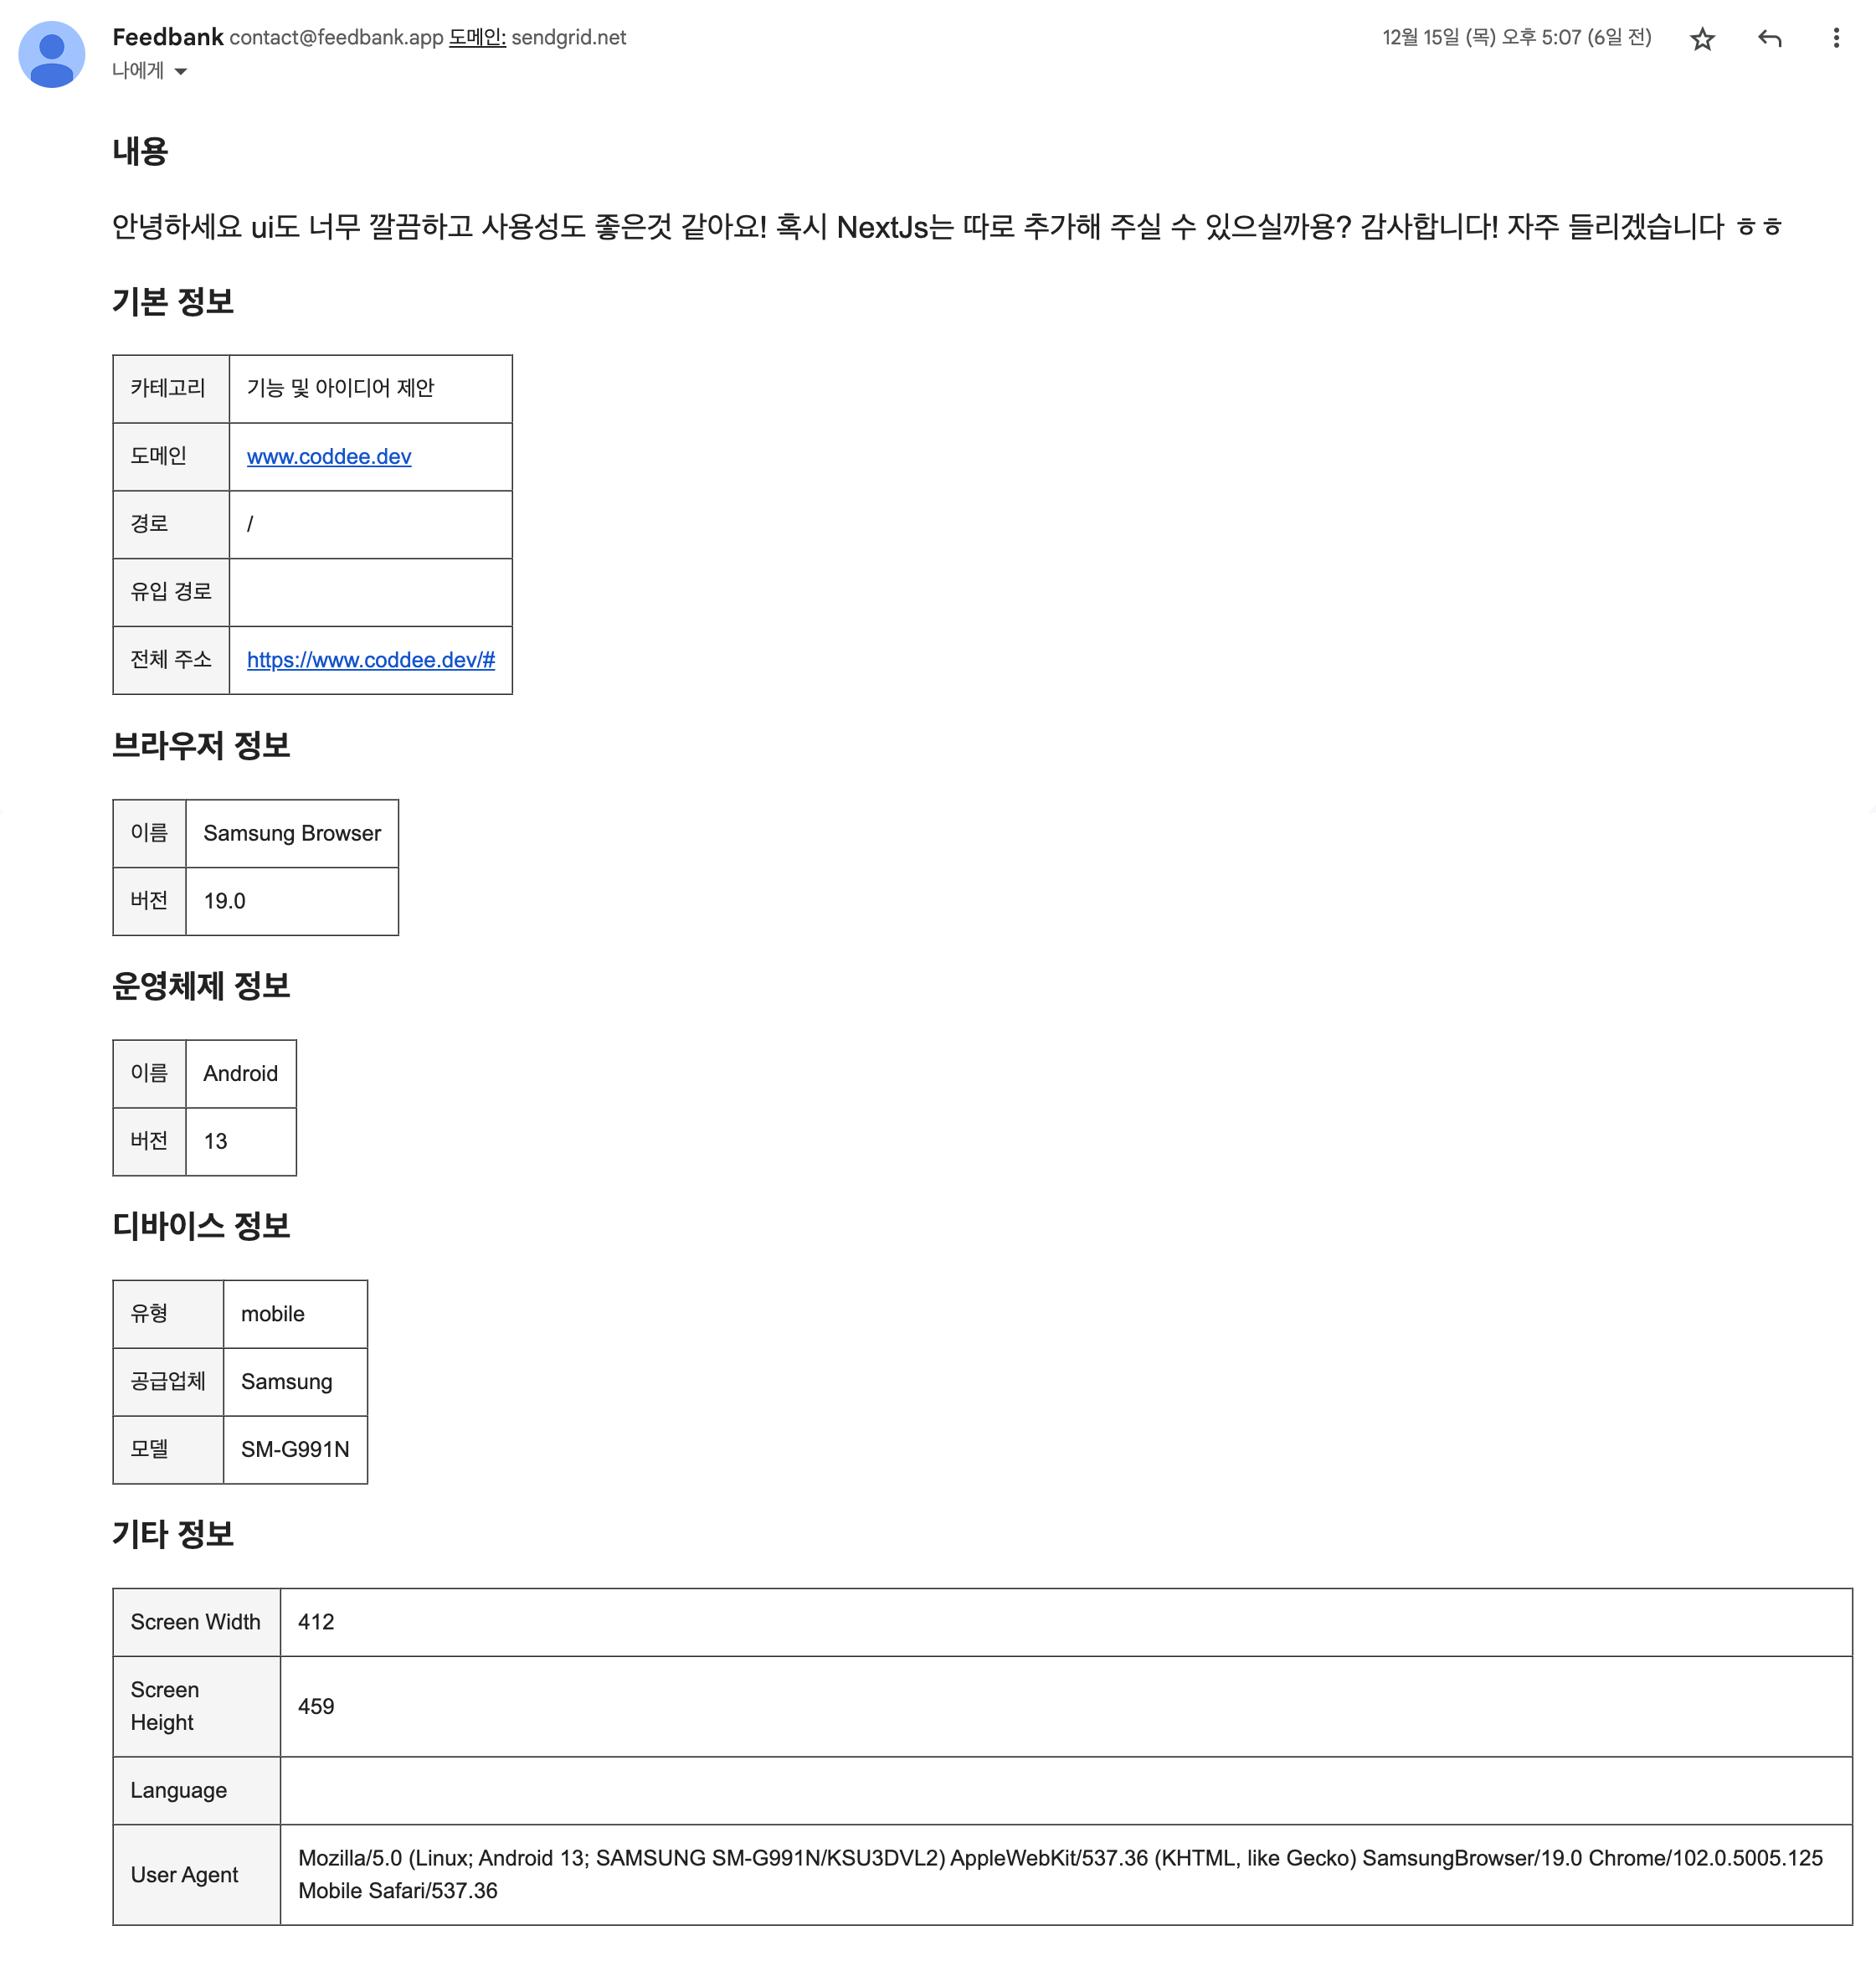 Feedbank contact@feedbank.app 도메인: sendgrid.net
12월 15일 (목) 오후 5:07 (6일 전)
나에게
내용
안녕하세요 ui도 너무 깔끔하고 사용성도 좋은것 같아요! 혹시 NextJs는 따로 추가해 주실 수 있으실까용? 감사합니다! 자주 들리겠습니다 ㅎㅎ
기본 정보
카테고리 기능 및 아이디어 제안
도메인 www.coddee.dev
경로 /
유입 경로
전체 주소 https://www.coddee.dev/#
브라우저 정보
이름 Samsung Browser
버전 19.0
운영체제 정보
이름 Android
버전 13
디바이스 정보
유형 mobile
공급업체 Samsung
모델 SM-G991N
기타 정보
Screen Width 412
Screen
Height
459
Language
User Agent
Mozilla/5.0 (Linux; Android 13; SAMSUNG SM-G991N/KSU3DVL2) AppleWebKit/537.36 (KHTML, like Gecko) SamsungBrowser/19.0 Chrome/102.0.5005.125
Mobile Safari/537.36